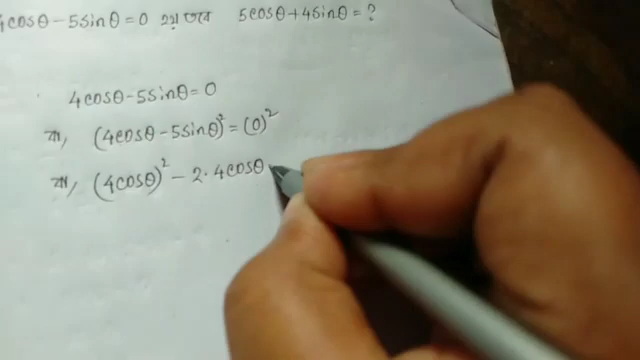 4cosθ-5sinθ=0 হয় তবে 5cosθ+4sinθ=?
4cosθ-5sinθ=0
বা, (4cosθ-5sinθ)²=(0)²
বা, (4cosθ)²-2·4cosθ